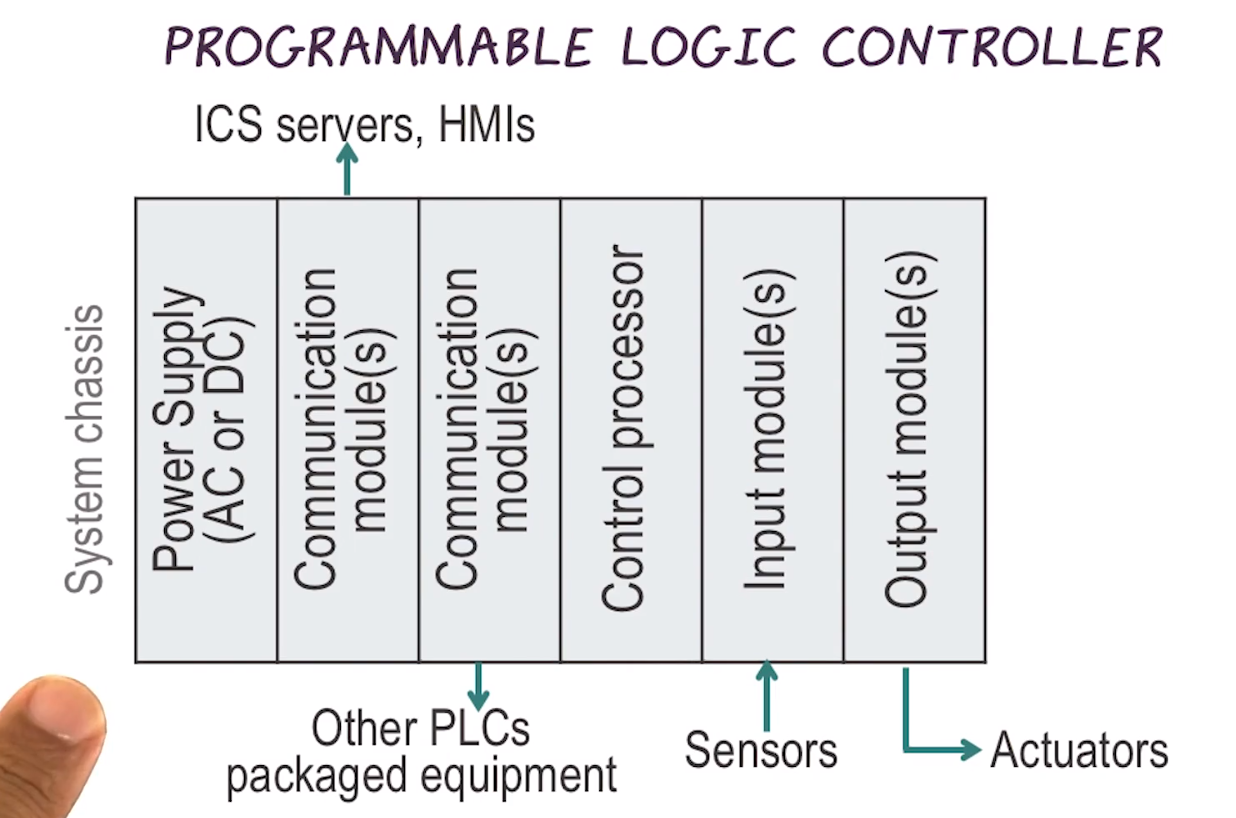 PROGRAMMABLE LOGIC CONTROLLER
ICS servers, HMIs
System chassis
Power Supply
(AC or DC)
Communication
module(s)
Communication
module(s)
Control processor
Input module(s)
Output module(s)
Other PLCs
packaged equipment
Sensors
Actuators